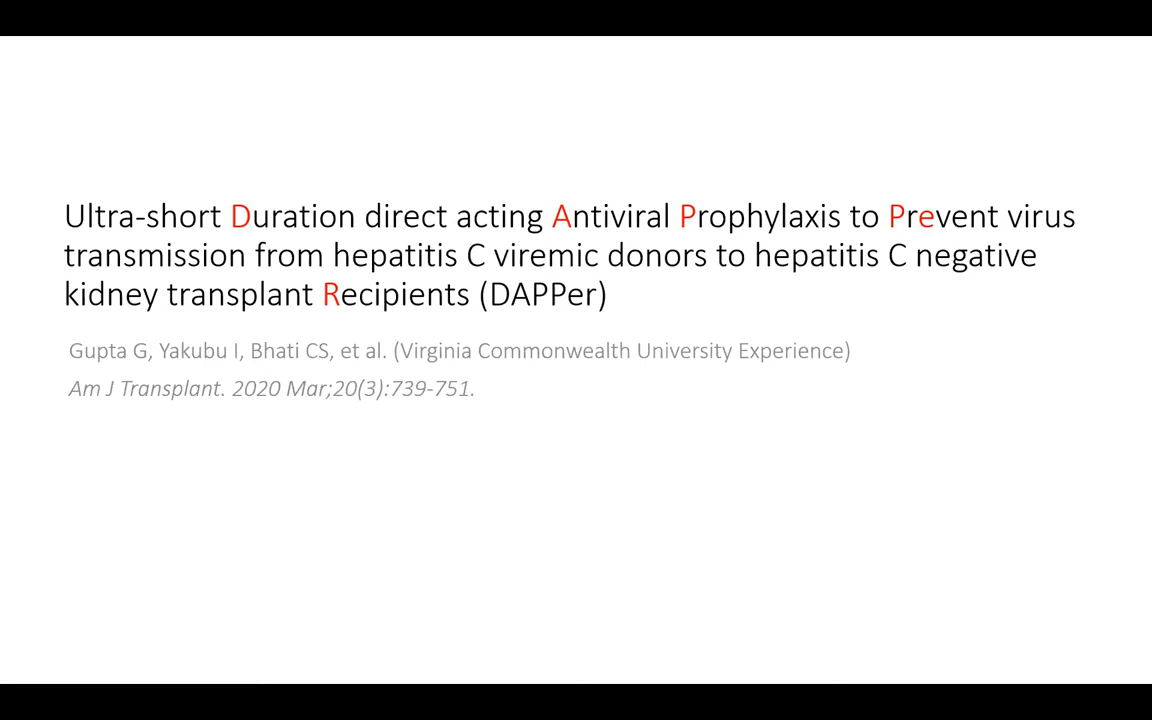 Ultra-short Duration direct acting Antiviral Prophylaxis to Prevent virus
transmission from hepatitis C viremic donors to hepatitis C negative
kidney transplant Recipients (DAPPer)
Gupta G, Yakubu I, Bhati CS, et al. (Virginia Commonwealth University Experience)
Am J Transplant. 2020 Mar;20(3):739-751.